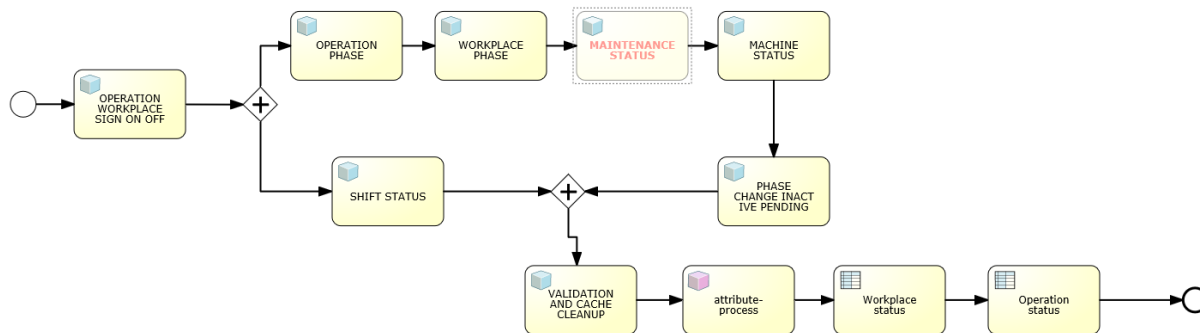 OPERATION
PHASE
WORKPLACE
PHASE
MAINTENANCE
STATUS
MACHINE
STATUS
OPERATION
WORKPLACE
SIGN ON OFF
SHIFT STATUS
PHASE
CHANGE INACT
IVE PENDING
VALIDATION
AND CACHE
CLEANUP
attribute-
process
Workplace
status
Operation
status